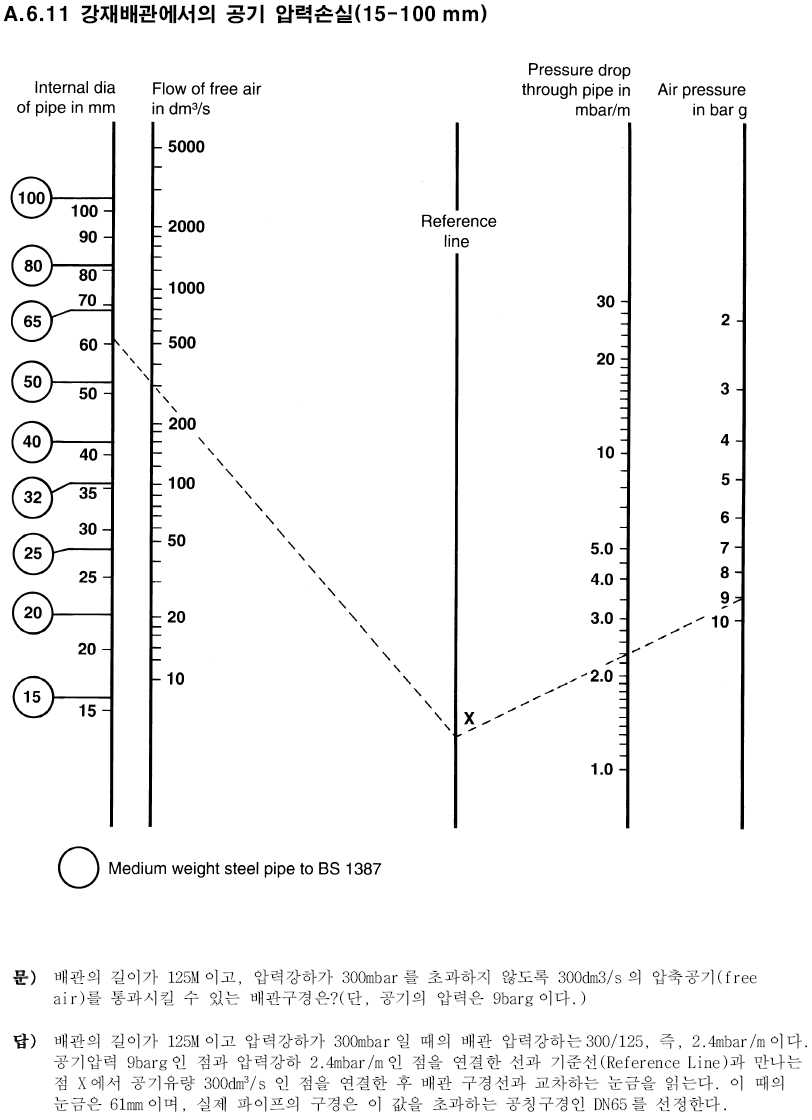 A.6.11 강재배관에서의 공기 압력손실(15-100 mm)
Internal dia
of pipe in mm
Flow of free air
in dm³/s
Pressure drop
through pipe in
mbar/m
Air pressure
in bar g
Reference
line
100
80
65
50
40
32
25
20
15
100
90
80
70
60
50
40
35
30
25
20
15
5000
2000
1000
500
200
100
50
20
10
X
30
20
10
5.0
4.0
3.0
2.0
1.0
2
3
4
5
6
7
8
9
10
Medium weight steel pipe to BS 1387
문) 배관의 길이가 125M 이고, 압력강하가 300mbar 를 초과하지 않도록 300dm3/s 의 압축공기(free
air)를 통과시킬 수 있는 배관구경은?(단, 공기의 압력은 9barg 이다.)
답) 배관의 길이가 125M 이고 압력강하가 300mbar 일 때의 배관 압력강하는 300/125, 즉, 2.4mbar/m 이다.
공기압력 9barg 인 점과 압력강하 2.4mbar/m 인 점을 연결한 선과 기준선(Reference Line)과 만나는
점 X 에서 공기유량 300dm³/s 인 점을 연결한 후 배관 구경선과 교차하는 눈금을 읽는다. 이 때의
눈금은 61mm 이며, 실제 파이프의 구경은 이 값을 초과하는 공칭구경인 DN65 를 선정한다.